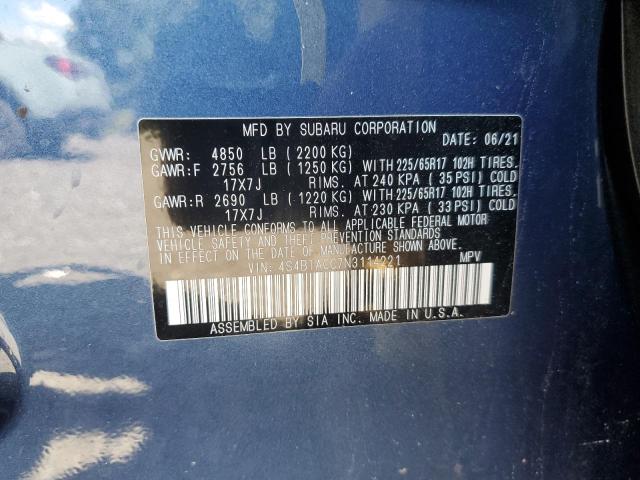 MFD BY SUBARU CORPORATION
DATE: 06/21
GVWR: 4850 LB (2200 KG)
GAWR:F 2756 LB (1250 KG) WITH 225/65R17 102H TIRES.
17X7J RIMS. AT 240 KPA (35 PSI) COLD
GAWR:R 2690 LB (1220 KG) WITH 225/65R17 102H TIRES.
17X7J RIMS. AT 230 KPA (33 PSI) COLD
THIS VEHICLE CONFORMS TO ALL APPLICABLE FEDERAL MOTOR
VEHICLE SAFETY AND THEFT PREVENTION STANDARDS
IN EFFECT ON THE DATE OF MANUFACTURE SHOWN ABOVE.
VIN: 4S4B1ACC7N3114221 MPV
ASSEMBLED BY SIA INC. MADE IN U.S.A.